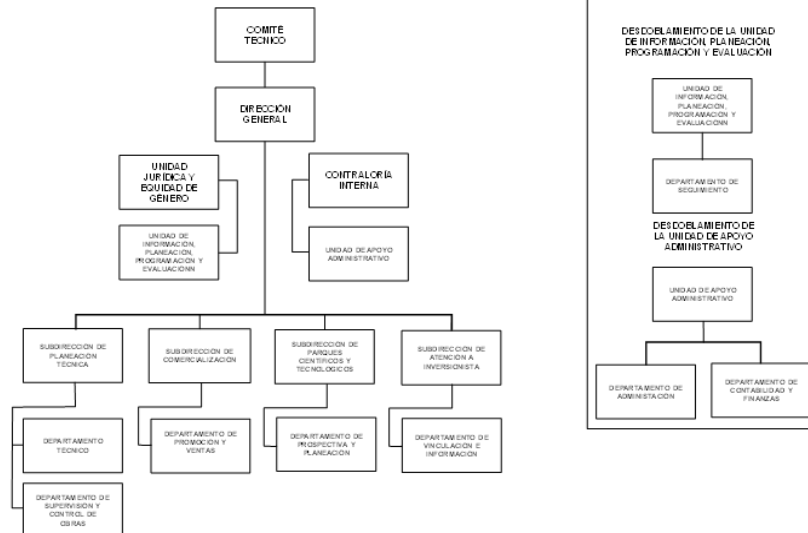 COMITÉ
TÉCNICO
DIRECCIÓN
GENERAL
UNIDAD
JURÍDICA Y
EQUIDAD DE
GÉNERO
CONTRALORÍA
INTERNA
UNIDAD DE
INFORMACIÓN,
PLANEACIÓN,
PROGRAMACIÓN Y
EVALUACIÓNN
UNIDAD DE APOYO
ADMINISTRATIVO
SUBDIRECCIÓN DE
PLANEACIÓN
TÉCNICA
SUBDIRECCIÓN DE
COMERCIALIZACIÓN
SUBDIRECCIÓN DE
PARQUES
CIENTÍFICOS Y
TECNOLOGICOS
SUBDIRECCIÓN DE
ATENCIÓN A
INVERSIONISTA
DEPARTAMENTO
TÉCNICO
DEPARTAMENTO DE
PROMOCIÓN Y
VENTAS
DEPARTAMENTO DE
PROSPECTIVA Y
PLANEACIÓN
DEPARTAMENTO DE
VINCULACIÓN E
INFORMACIÓN
DEPARTAMENTO DE
SUPERVISIÓN Y
CONTROL DE
OBRAS
DESDOBLAMIENTO DE LA UNIDAD
DE INFORMACIÓN, PLANEACIÓN,
PROGRAMACIÓN Y EVALUACIÓN
UNIDAD DE
INFORMACIÓN,
PLANEACIÓN,
PROGRAMACIÓN Y
EVALUACIÓNN
DEPARTAMENTO DE
SEGUIMIENTO
DESDOBLAMIENTO DE
LA UNIDAD DE APOYO
ADMINISTRATIVO
UNIDAD DE APOYO
ADMINISTRATIVO
DEPARTAMENTO DE
ADMISTACIÓN
DEPARTAMENTO DE
CONTABILIDAD Y
FINANZAS